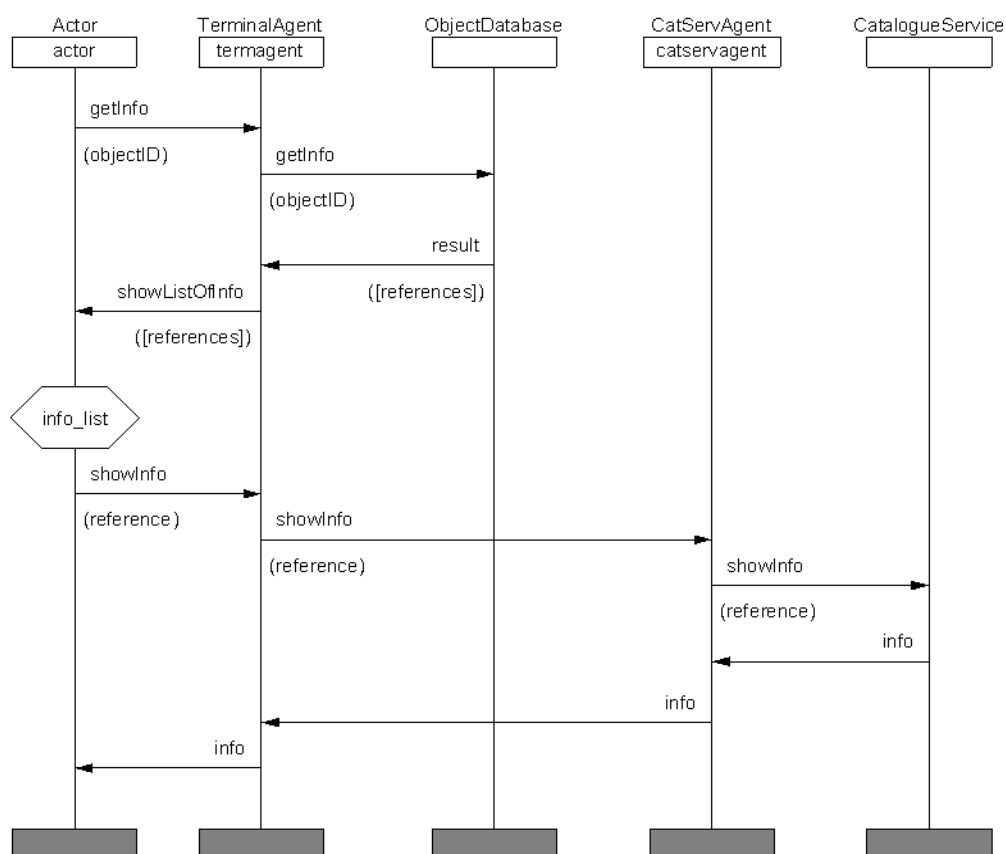 Actor TerminalAgent ObjectDatabase CatServAgent CatalogueService
actor termagent catservagent
getInfo
(objectID)
getInfo
(objectID)
result
([references])
showListOfInfo
([references])
info_list
showInfo
(reference)
showInfo
(reference)
showInfo
(reference)
info
info
info